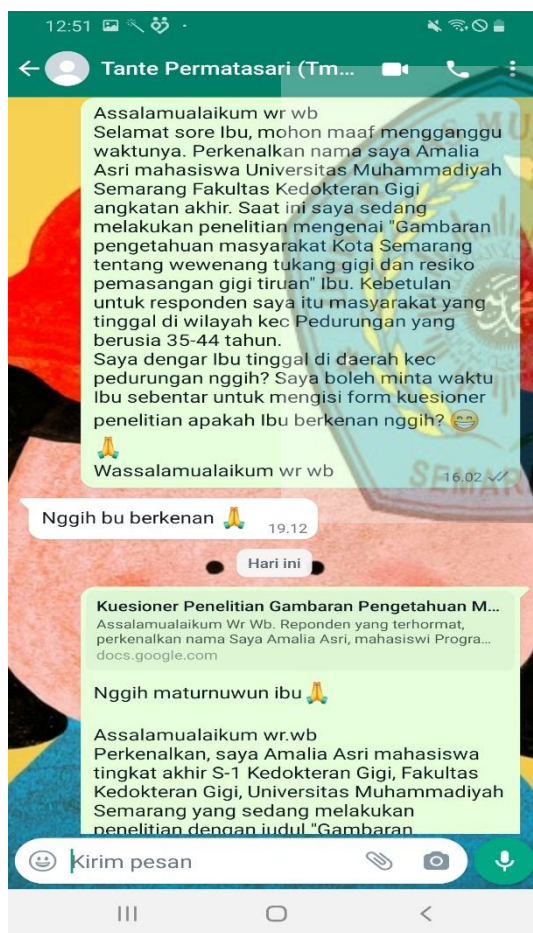 12:51
Tante Permatasari (Tm...
Assalamualaikum wr wb
Selamat sore Ibu, mohon maaf mengganggu
waktunya. Perkenalkan nama saya Amalia
Asri mahasiswa Universitas Muhammadiyah
Semarang Fakultas Kedokteran Gigi
angkatan akhir. Saat ini saya sedang
melakukan penelitian mengenai "Gambaran
pengetahuan masyarakat Kota Semarang
tentang wewenang tukang gigi dan resiko
pemasangan gigi tiruan" Ibu. Kebetulan
untuk responden saya itu masyarakat yang
tinggal di wilayah kec Pedurungan yang
berusia 35-44 tahun.
Saya dengar Ibu tinggal di daerah kec
pedurungan nggih? Saya boleh minta waktu
Ibu sebentar untuk mengisi form kuesioner
penelitian apakah Ibu berkenan nggih? 😄
🙏
Wassalamualaikum wr wb
16.02
Nggih bu berkenan 🙏
19.12
Hari ini
Kuesioner Penelitian Gambaran Pengetahuan M...
Assalamualaikum Wr Wb. Reponden yang terhormat,
perkenalkan nama Saya Amalia Asri, mahasiswi Progra...
docs.google.com
Nggih maturnuwun ibu 🙏
Assalamualaikum wr.wb
Perkenalkan, saya Amalia Asri mahasiswa
tingkat akhir S-1 Kedokteran Gigi, Fakultas
Kedokteran Gigi, Universitas Muhammadiyah
Semarang yang sedang melakukan
penelitian dengan judul "Gambaran
Kirim pesan